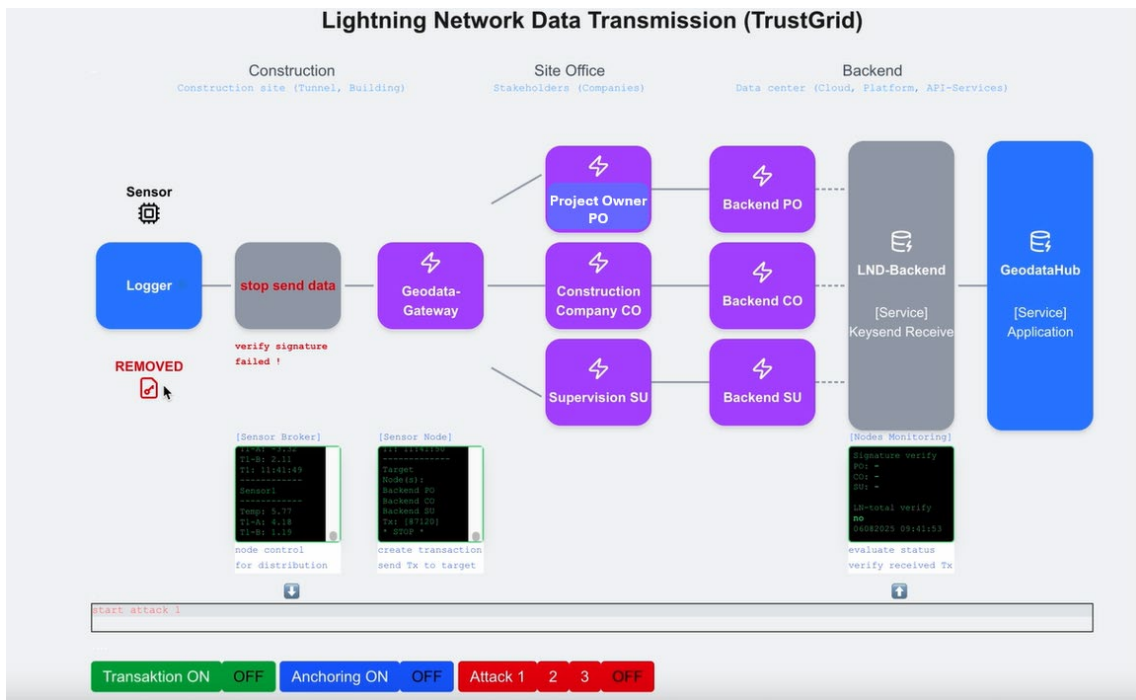 Lightning Network Data Transmission (TrustGrid)
Construction
Construction site (Tunnel, Building)
Site Office
Stakeholders (Companies)
Backend
Data center (Cloud, Platform, API-Services)
Sensor
Logger
REMOVED
stop send data
verify signature
failed !
Geodata-
Gateway
Project Owner
PO
Construction
Company CO
Supervision SU
Backend PO
Backend CO
Backend SU
LND-Backend
[Service]
Keysend Receive
GeodataHub
[Service]
Application
[Sensor Broker]
T1-B: 2.11
T1: 11:41:49
------------
Sensor1
------------
Temp: 5.77
T1-A: 4.18
T1-B: 1.19
node control
for distribution
[Sensor Node]
-------------
Target
Node(s):
Backend PO
Backend CO
Backend SU
Tx: [87120]
* STOP *
create transaction
send Tx to target
[Nodes Monitoring]
Signature verify
PO: -
CO: -
SU: -
LN-total verify
no
06082025 09:41:53
evaluate status
verify received Tx
start attack 1
Transaktion ON OFF
Anchoring ON OFF
Attack 1 2 3 OFF